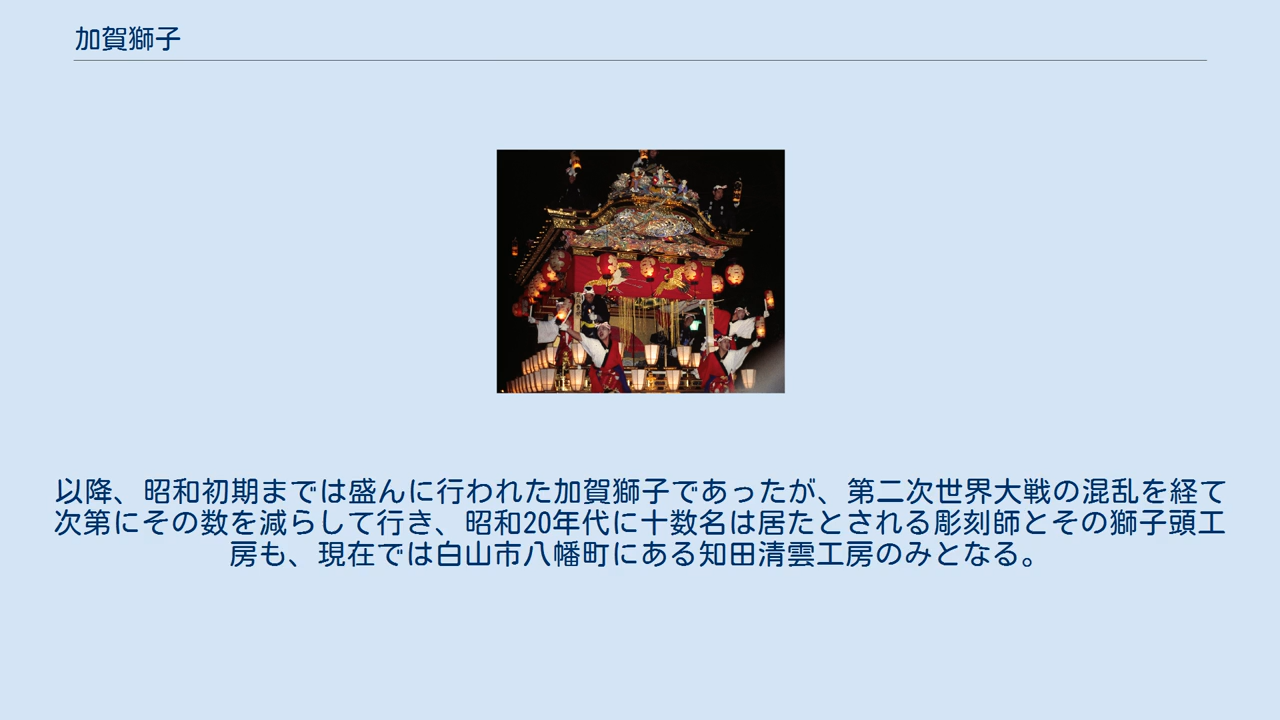 加賀獅子
以降、昭和初期までは盛んに行われた加賀獅子であったが、第二次世界大戦の混乱を経て
次第にその数を減らして行き、昭和20年代に十数名は居たとされる彫刻師とその獅子頭工
房も、現在では白山市八幡町にある知田清雲工房のみとなる。